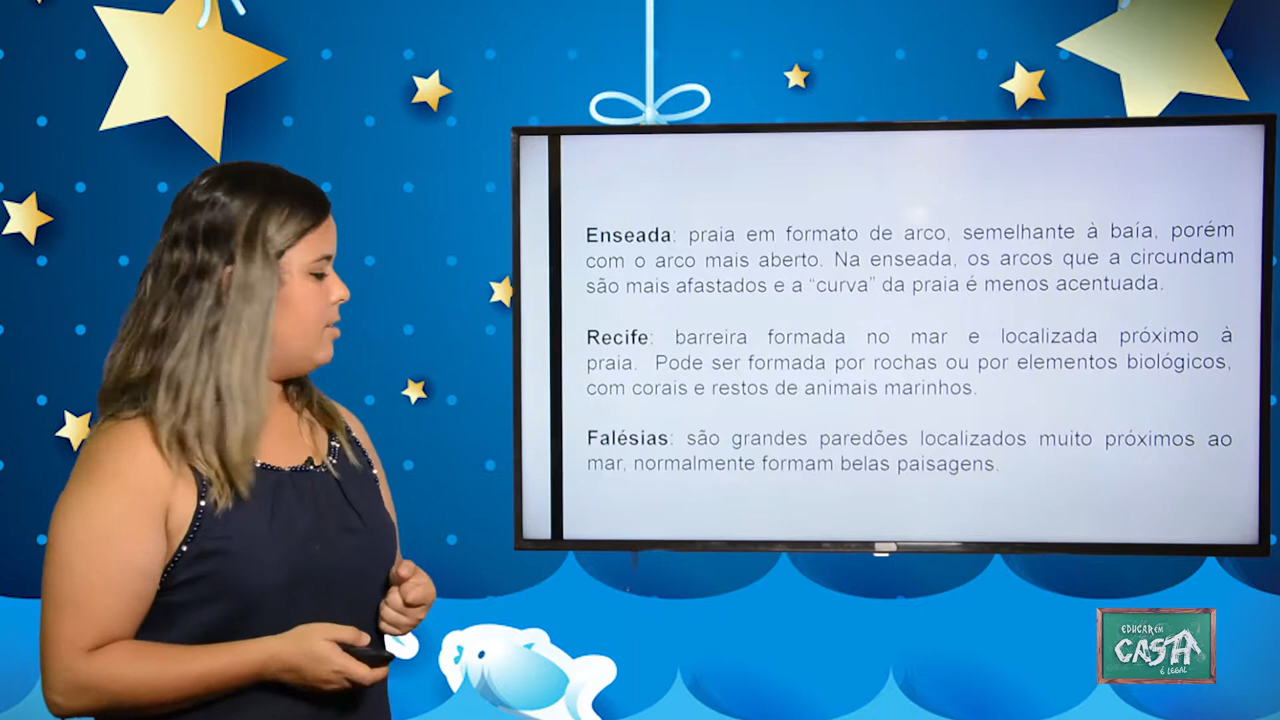 Enseada: praia em formato de arco, semelhante à baía, porém
com o arco mais aberto. Na enseada, os arcos que a circundam
são mais afastados e a “curva” da praia é menos acentuada.
Recife: barreira formada no mar e localizada próximo à
praia. Pode ser formada por rochas ou por elementos biológicos,
com corais e restos de animais marinhos.
Falésias: são grandes paredões localizados muito próximos ao
mar, normalmente formam belas paisagens.
EDUCAR EM
CASA
É LEGAL